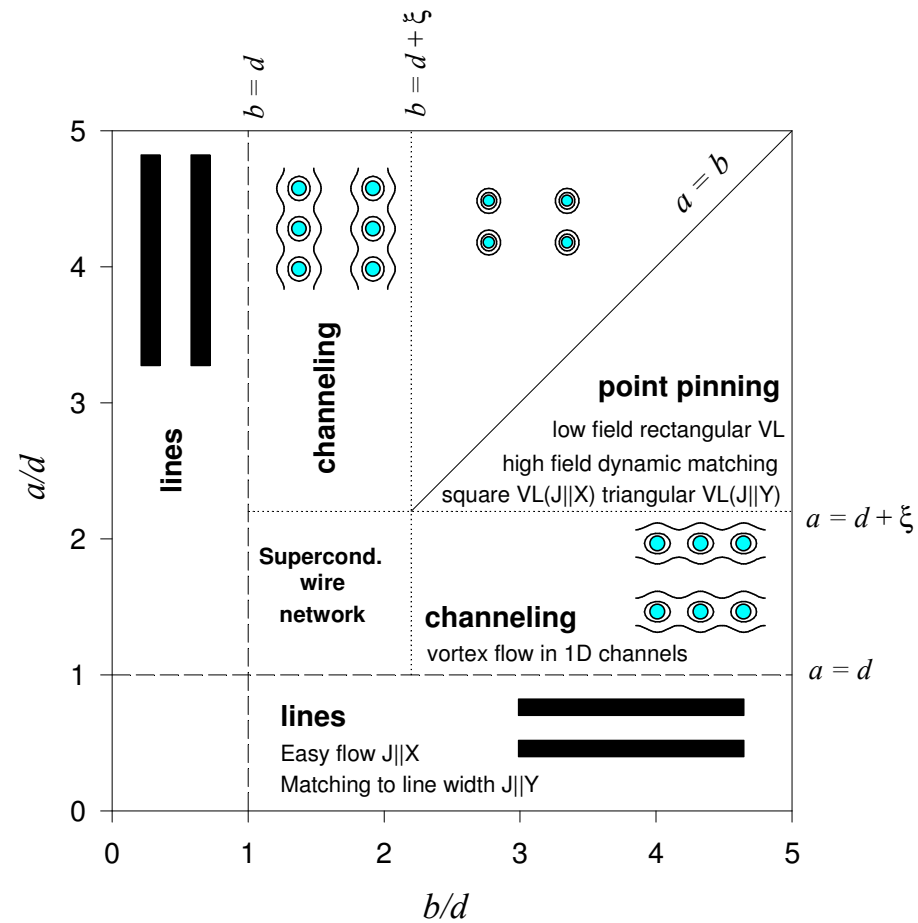 b = d
b = d + ξ
5
4
3
2
1
0
a/d
lines
channeling
a = b
point pinning
low field rectangular VL
high field dynamic matching
square VL(J||X) triangular VL(J||Y)
a = d + ξ
Supercond.
wire
network
channeling
vortex flow in 1D channels
a = d
lines
Easy flow J||X
Matching to line width J||Y
0
1
2
3
4
5
b/d